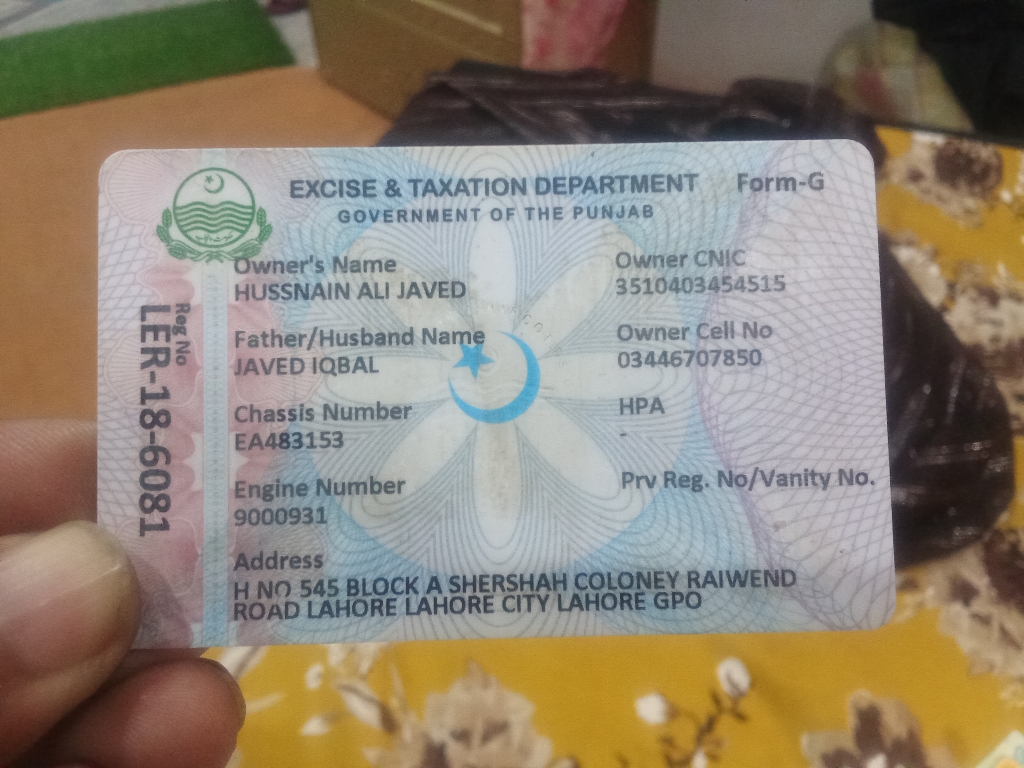 EXCISE & TAXATION DEPARTMENT Form-G
GOVERNMENT OF THE PUNJAB
Reg No
LER-18-6081
Owner's Name
HUSSNAIN ALI JAVED
Owner CNIC
3510403454515
Father/Husband Name
JAVED IQBAL
Owner Cell No
03446707850
Chassis Number
EA483153
HPA
-
Engine Number
9000931
Prv Reg. No/Vanity No.
Address
H NO 545 BLOCK A SHERSHAH COLONEY RAIWEND
ROAD LAHORE LAHORE CITY LAHORE GPO